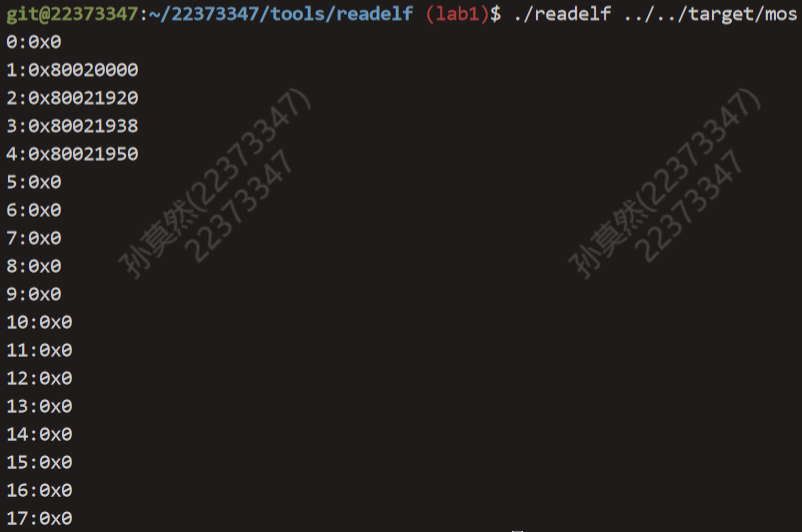 git@22373347:~/22373347/tools/readelf (lab1)$ ./readelf ../../target/mos
0:0x0
1:0x80020000
2:0x80021920
3:0x80021938
4:0x80021950
5:0x0
6:0x0
7:0x0
8:0x0
9:0x0
10:0x0
11:0x0
12:0x0
13:0x0
14:0x0
15:0x0
16:0x0
17:0x0
孙莫然(22373347)
22373347
孙莫然(22373347)
22373347